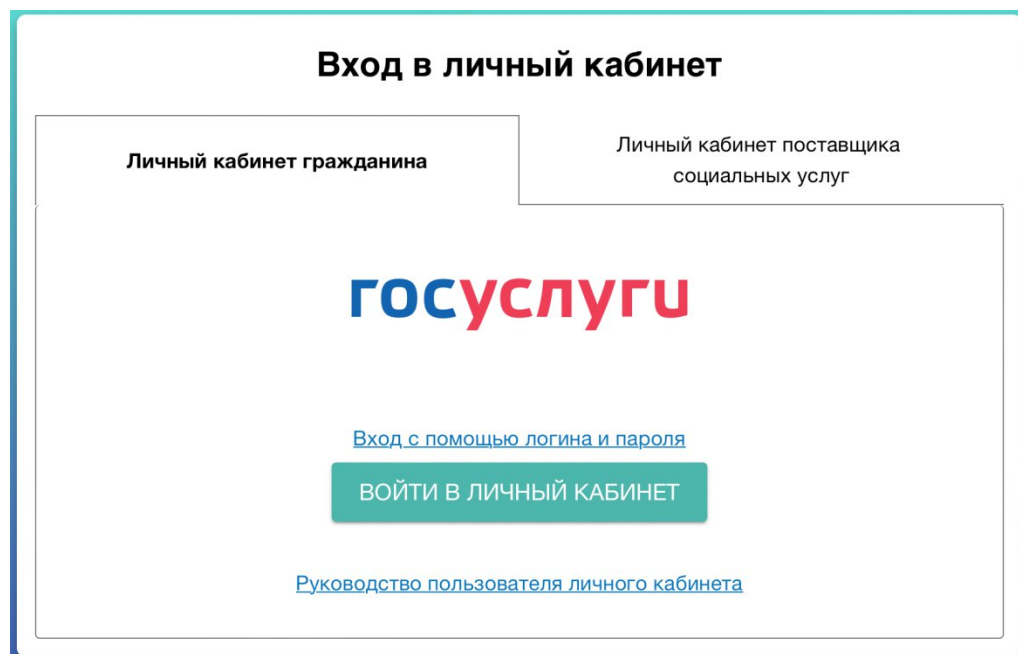 Вход в личный кабинет
Личный кабинет гражданина
Личный кабинет поставщика
социальных услуг
госуслуги
Вход с помощью логина и пароля
ВОЙТИ В ЛИЧНЫЙ КАБИНЕТ
Руководство пользователя личного кабинета